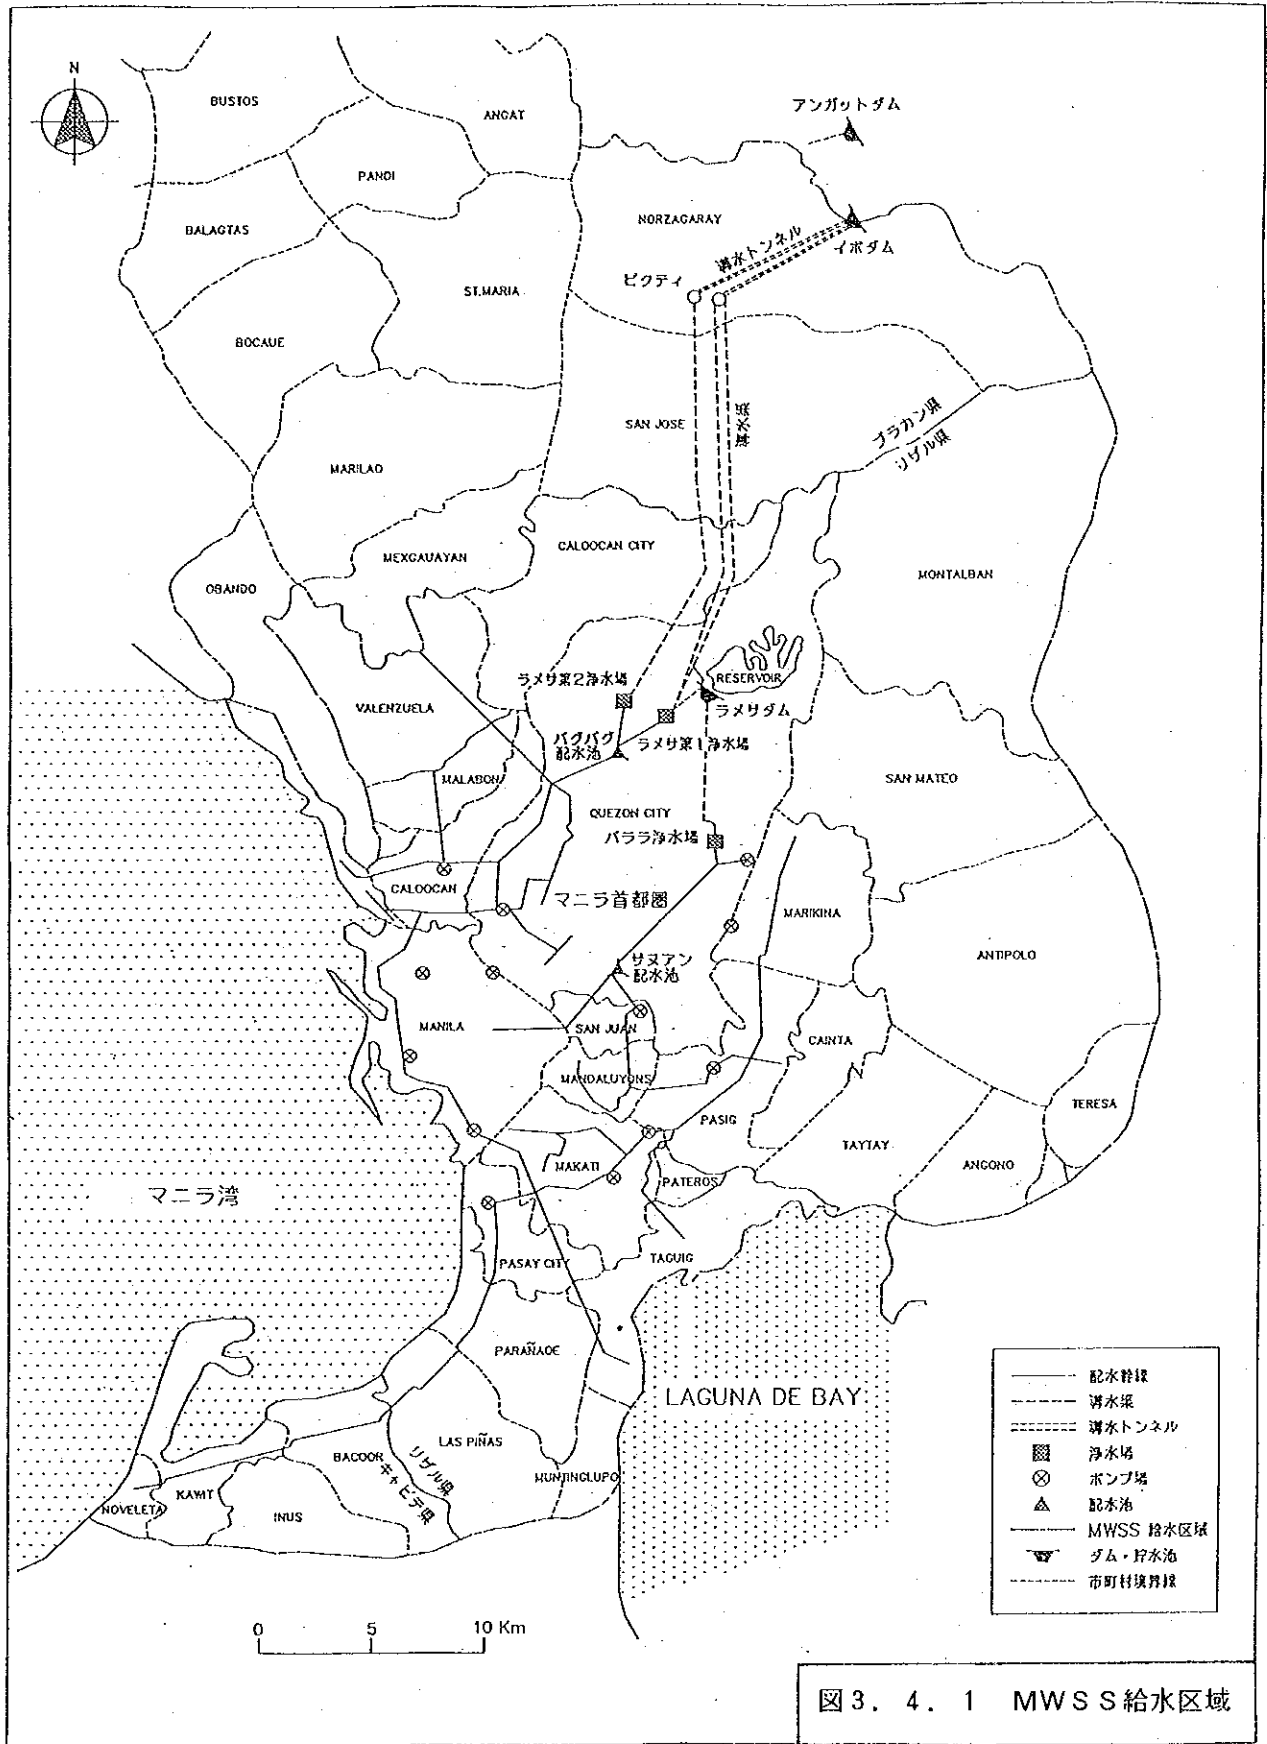 N
BUSTOS
ANGAT
アンガットダム
PANDI
NORZAGARAY
BALAGTAS
導水トンネル
イポダム
ビクティ
ST.MARIA
BOCAUE
SAN JOSE
導水渠
ブラカン県
リザル県
MARILAO
CALOOCAN CITY
MEXGAUAYAN
MONTALBAN
OBANDO
RESERVOIR
ラメサ第2浄水場
ラメサダム
VALENZUELA
バグバグ
配水池
ラメサ第1浄水場
MALABON
SAN MATEO
QUEZON CITY
バララ浄水場
CALOOCAN
マニラ首都圏
MARIKINA
ANTIPOLO
サヌアン
配水池
MANILA
SAN JUAN
CAINTA
MANDALUYONS
TERESA
PASIG
TAYTAY
MAKATI
ANGONO
PATEROS
マニラ湾
PASAY CITY
TAGUIG
PARAÑAOE
LAGUNA DE BAY
LAS PIÑAS
BACOOR
リザル県
キャビテ県
MUNTINGLUPO
KAWIT
NOVELETA
INUS
配水幹線
導水渠
導水トンネル
浄水場
ポンプ場
配水池
MWSS 給水区域
ダム・貯水池
市町村境界線
0 5 10 Km
図3．4．1 MWSS給水区域